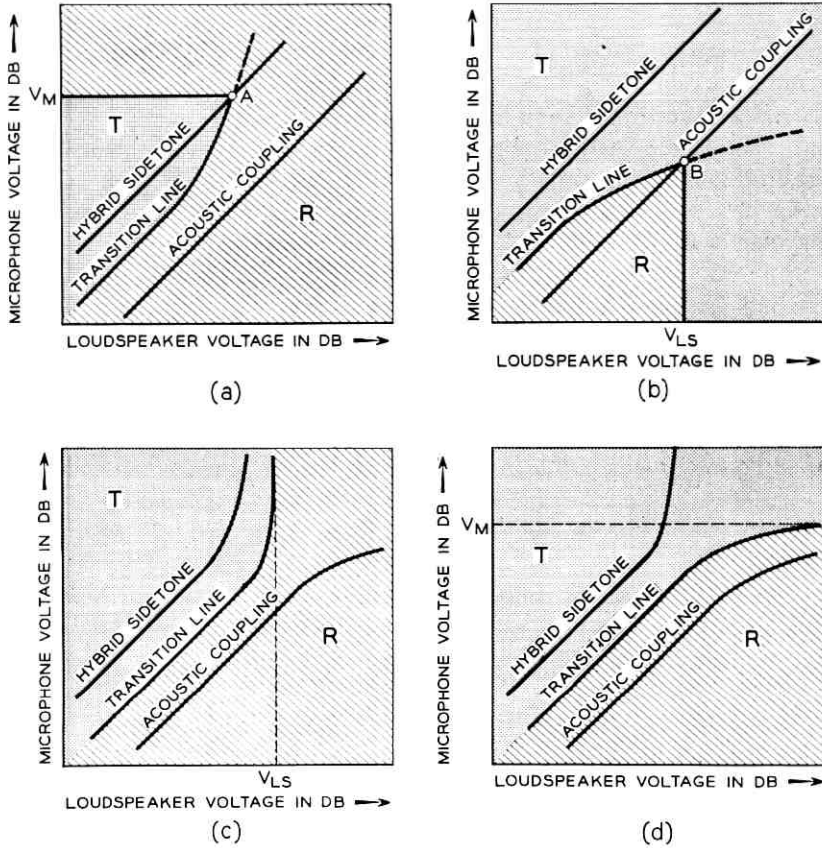 MICROPHONE VOLTAGE IN DB
V_M
T
A
HYBRID SIDETONE
TRANSITION LINE
ACOUSTIC COUPLING
R
LOUDSPEAKER VOLTAGE IN DB
(a)
MICROPHONE VOLTAGE IN DB
T
HYBRID SIDETONE
ACOUSTIC COUPLING
TRANSITION LINE
B
R
V_LS
LOUDSPEAKER VOLTAGE IN DB
(b)
MICROPHONE VOLTAGE IN DB
T
HYBRID SIDETONE
TRANSITION LINE
ACOUSTIC COUPLING
R
V_LS
LOUDSPEAKER VOLTAGE IN DB
(c)
MICROPHONE VOLTAGE IN DB
V_M
T
HYBRID SIDETONE
TRANSITION LINE
ACOUSTIC COUPLING
R
LOUDSPEAKER VOLTAGE IN DB
(d)